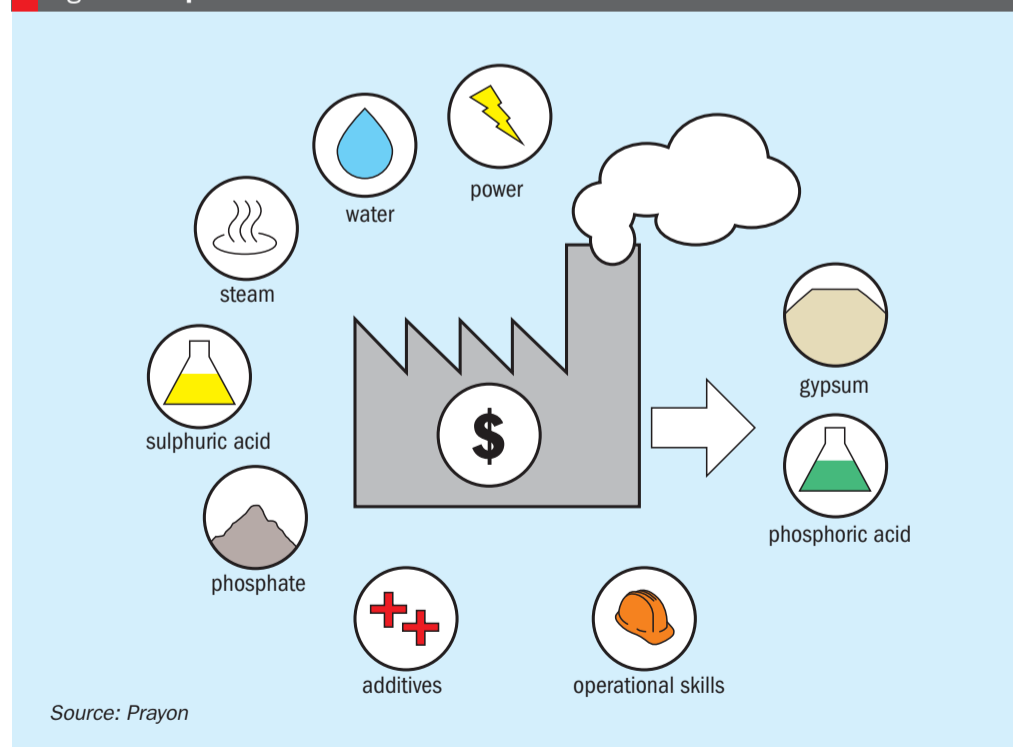 power
water
steam
sulphuric acid
phosphate
additives
operational skills
$
gypsum
phosphoric acid
Source: Prayon